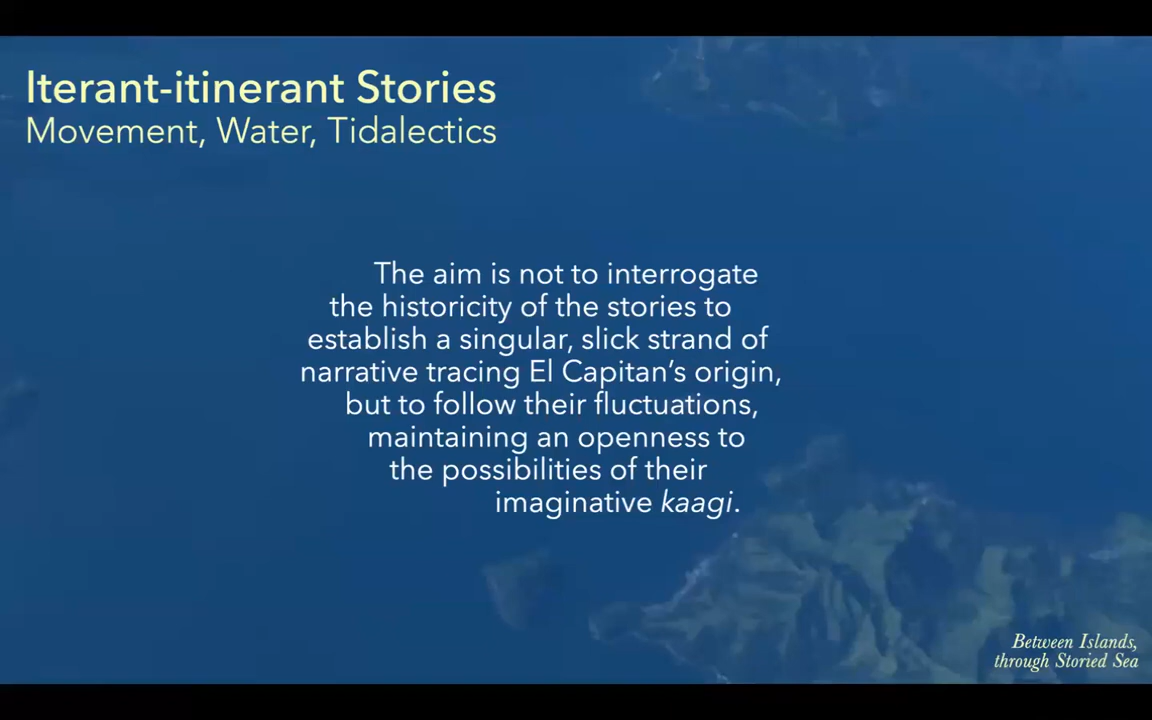 Iterant-itinerant Stories
Movement, Water, Tidalectics
The aim is not to interrogate
the historicity of the stories to
establish a singular, slick strand of
narrative tracing El Capitan’s origin,
but to follow their fluctuations,
maintaining an openness to
the possibilities of their
imaginative kaagi.
Between Islands,
through Storied Sea